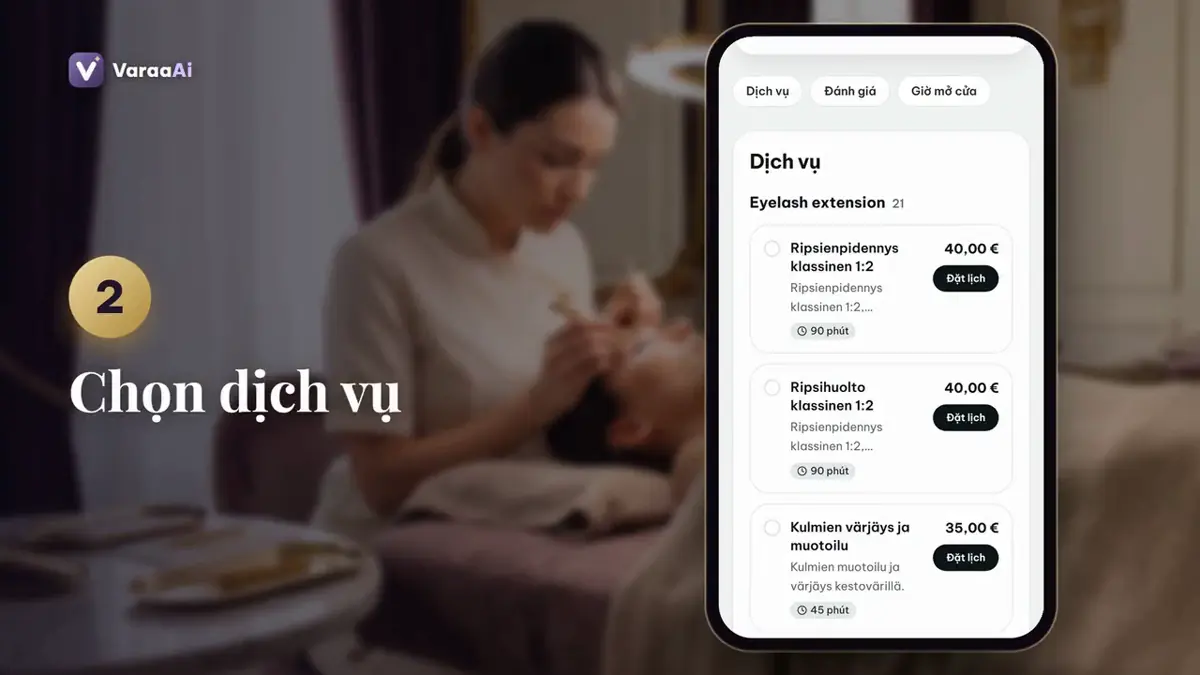 VaraaAi
2
Chọn dịch vụ
Dịch vụ
Đánh giá
Giờ mở cửa
Dịch vụ
Eyelash extension 21
Ripsienpidennys
klassinen 1:2
40,00 €
Đặt lịch
Ripsienpidennys
klassinen 1:2,...
90 phút
Ripsihuolto
klassinen 1:2
40,00 €
Đặt lịch
Ripsienpidennys
klassinen 1:2,...
90 phút
Kulmien värjäys ja
muotoilu
35,00 €
Đặt lịch
Kulmien muotoilu ja
värjäys kestovärillä.
45 phút